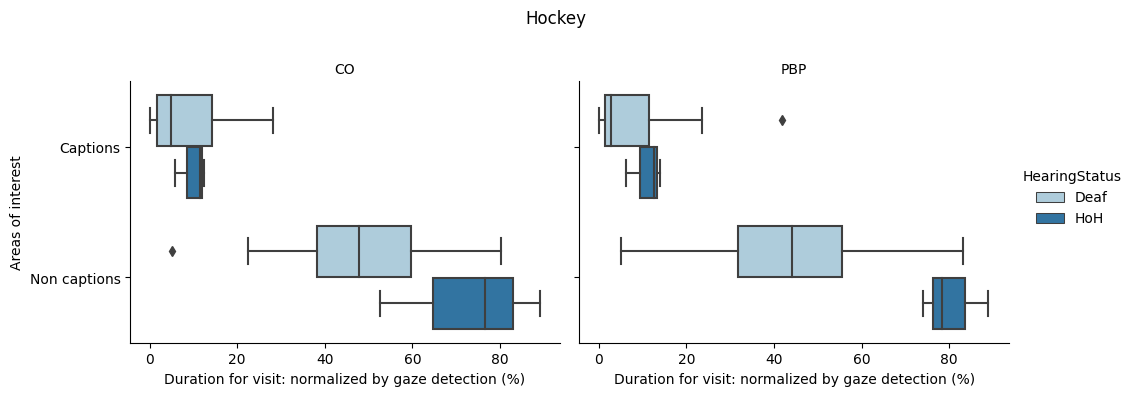 Hockey
CO
PBP
Areas of interest
Captions
Non captions
0 20 40 60 80
0 20 40 60 80
Duration for visit: normalized by gaze detection (%)
Duration for visit: normalized by gaze detection (%)
HearingStatus
Deaf
HoH